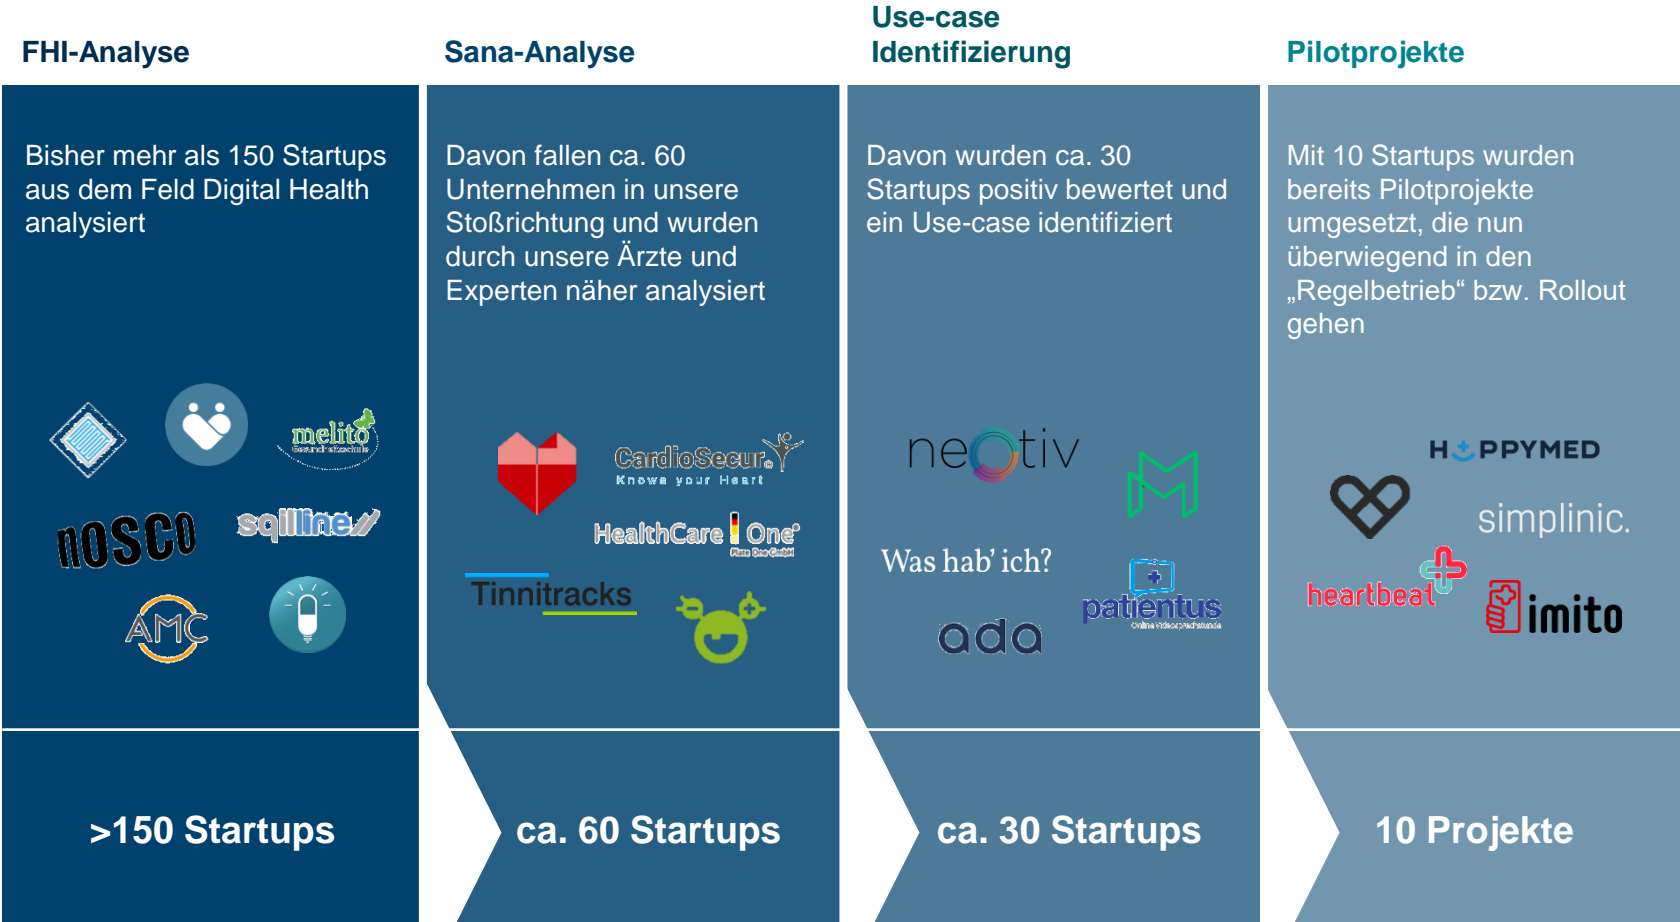 FHI-Analyse
Bisher mehr als 150 Startups
aus dem Feld Digital Health
analysiert
melito
Gesundheitsschule
nosco
sqilline
AMC
>150 Startups
Sana-Analyse
Davon fallen ca. 60
Unternehmen in unsere
Stoßrichtung und wurden
durch unsere Ärzte und
Experten näher analysiert
CardioSecur
Knows your Heart
HealthCare One
Tinnitracks
ca. 60 Startups
Use-case
Identifizierung
Davon wurden ca. 30
Startups positiv bewertet und
ein Use-case identifiziert
neotiv
Was hab’ ich?
patientus
Online Videosprechstunde
ada
ca. 30 Startups
Pilotprojekte
Mit 10 Startups wurden
bereits Pilotprojekte
umgesetzt, die nun
überwiegend in den
„Regelbetrieb“ bzw. Rollout
gehen
HAPPYMED
simplinic.
heartbeat
imito
10 Projekte